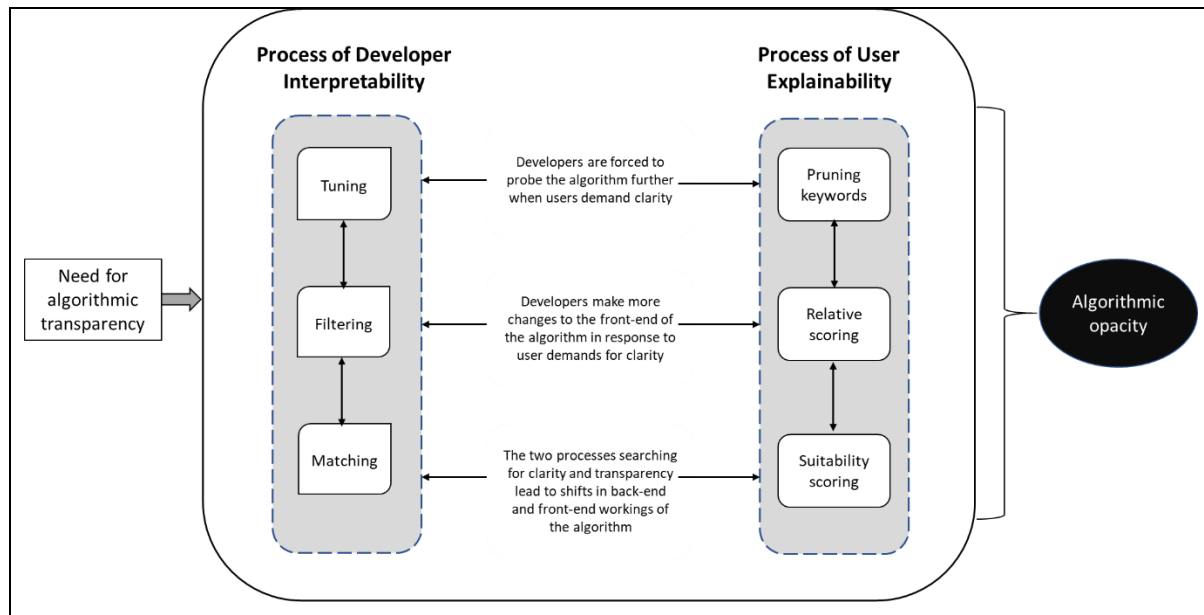 Process of Developer
Interpretability
Process of User
Explainability
Need for
algorithmic
transparency
Tuning
Developers are forced to
probe the algorithm further
when users demand clarity
Pruning
keywords
Filtering
Developers make more
changes to the front-end of
the algorithm in response to
user demands for clarity
Relative
scoring
Matching
The two processes searching
for clarity and transparency
lead to shifts in back-end
and front-end workings of
the algorithm
Suitability
scoring
Algorithmic
opacity